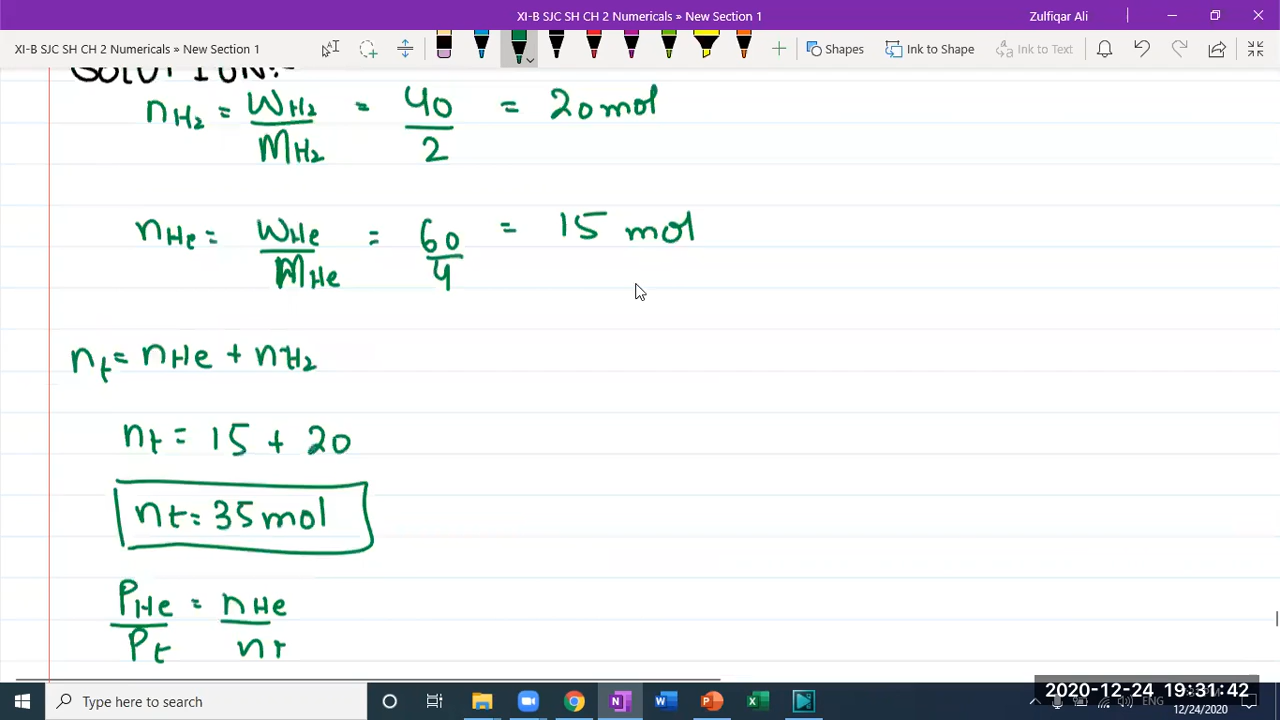 XI-B SJC SH CH 2 Numericals » New Section 1
Zulfiqar Ali
XI-B SJC SH CH 2 Numericals » New Section 1
Shapes
Ink to Shape
Ink to Text
SOLUTION:-
nH₂ = WH₂/MH₂ = 40/2 = 20 mol
nHe = WHe/MHe = 60/4 = 15 mol
nt = nHe + nH₂
nt = 15 + 20
nt = 35 mol
PHe/Pt = nHe/nt
Type here to search
ENG
2020-12-24 19:31:42
12/24/2020